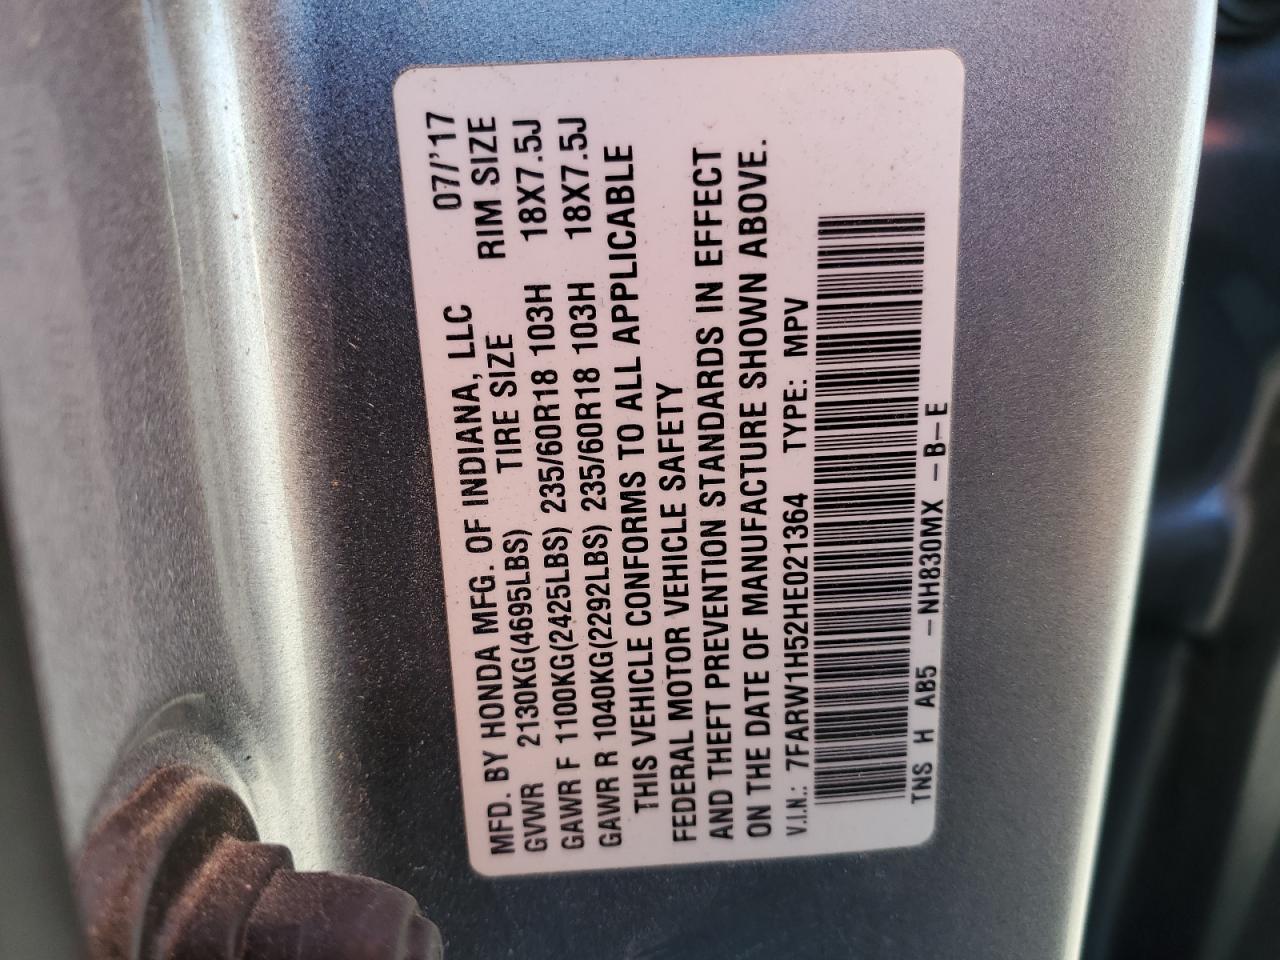 MFD. BY HONDA MFG. OF INDIANA, LLC 07/'17
GVWR 2130KG(4695LBS) TIRE SIZE RIM SIZE
GAWR F 1100KG(2425LBS) 235/60R18 103H 18X7.5J
GAWR R 1040KG(2292LBS) 235/60R18 103H 18X7.5J
THIS VEHICLE CONFORMS TO ALL APPLICABLE
FEDERAL MOTOR VEHICLE SAFETY
AND THEFT PREVENTION STANDARDS IN EFFECT
ON THE DATE OF MANUFACTURE SHOWN ABOVE.
V.I.N.: 7FARW1H52HE021364 TYPE: MPV
TNS H AB5 -NH830MX -B-E